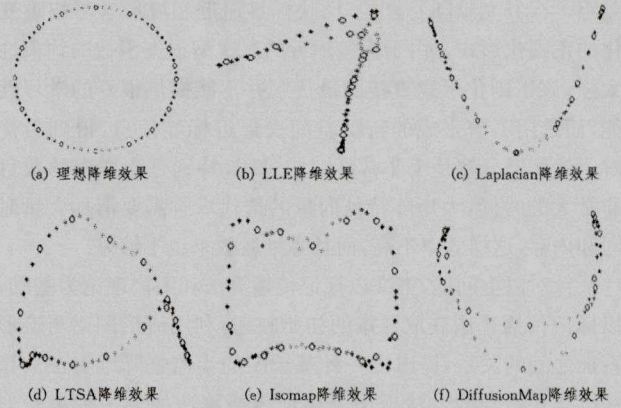 (a) 理想降维效果
(b) LLE降维效果
(c) Laplacian降维效果
(d) LTSA降维效果
(e) Isomap降维效果
(f) DiffusionMap降维效果